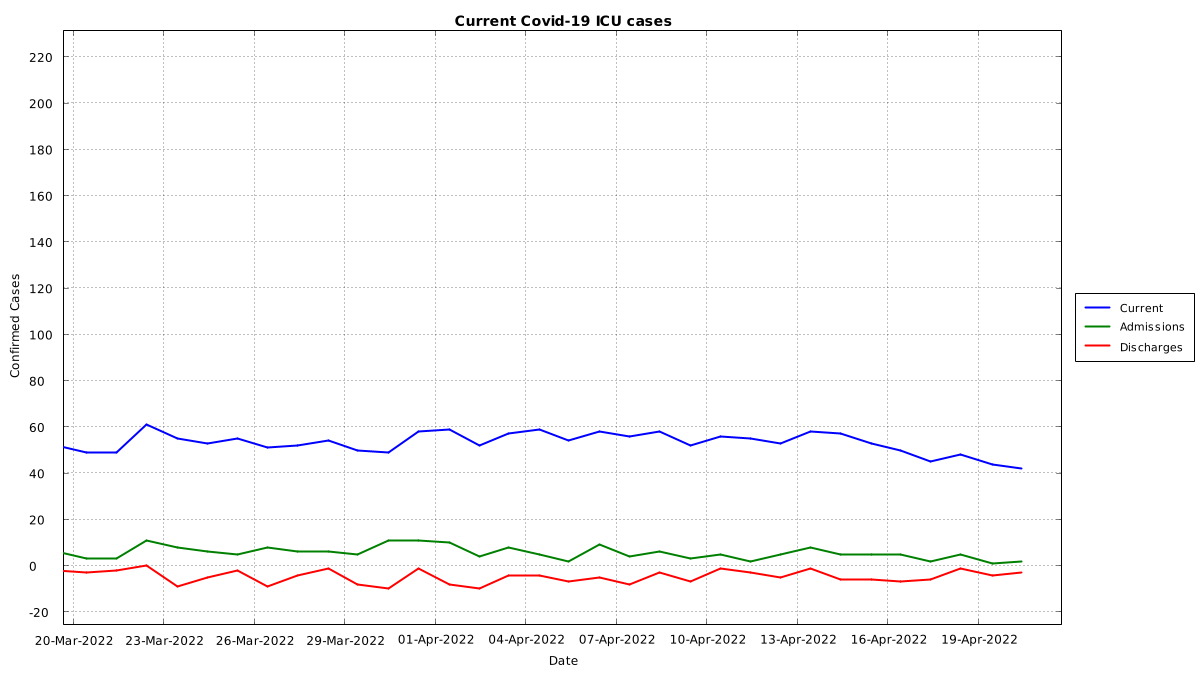 Current Covid-19 ICU cases
220
200
180
160
140
120
100
80
60
40
20
0
-20
Confirmed Cases
20-Mar-2022 23-Mar-2022 26-Mar-2022 29-Mar-2022 01-Apr-2022 04-Apr-2022 07-Apr-2022 10-Apr-2022 13-Apr-2022 16-Apr-2022 19-Apr-2022
Date
Current
Admissions
Discharges